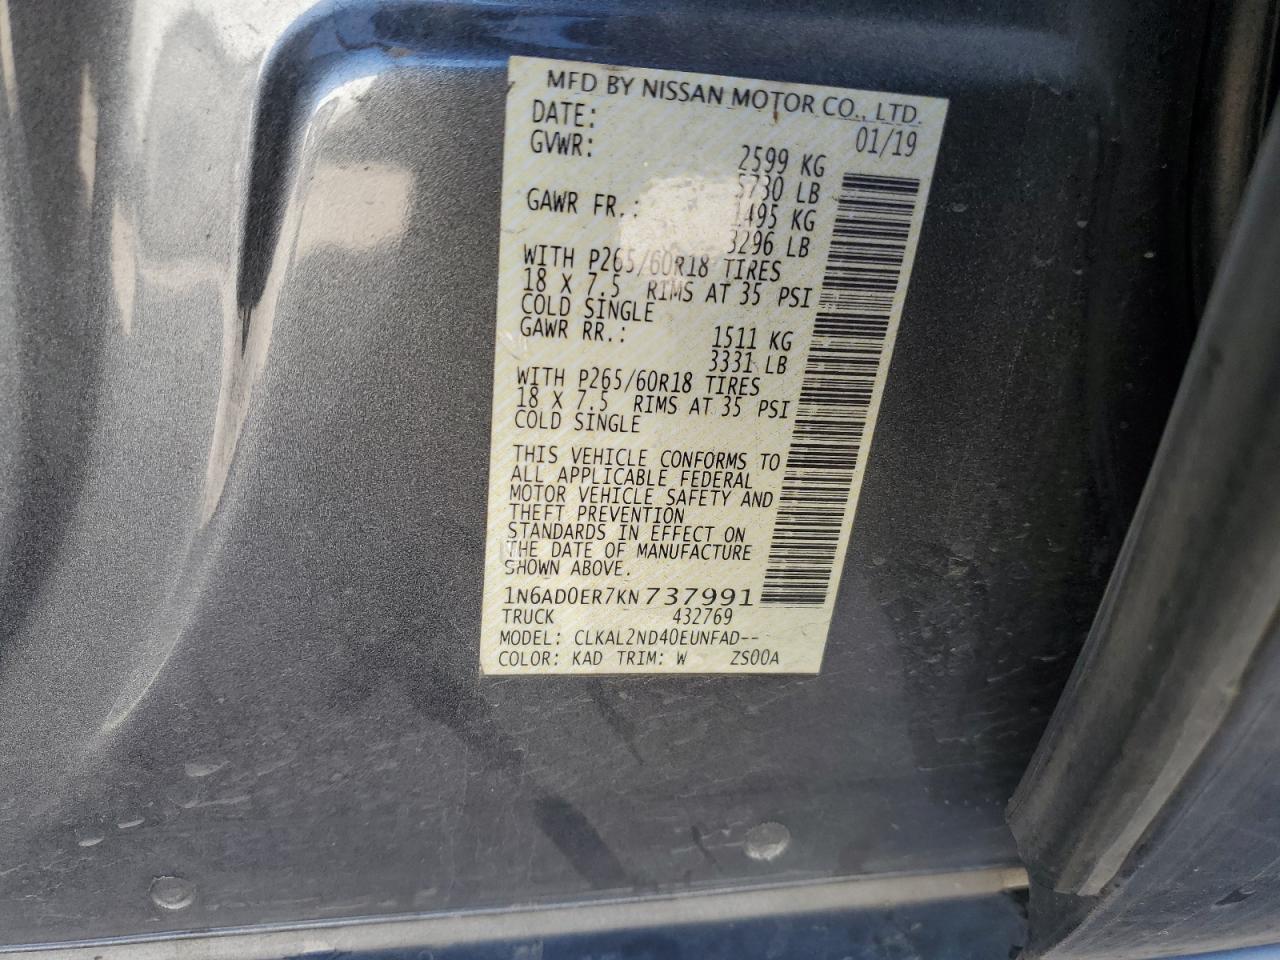 MFD BY NISSAN MOTOR CO., LTD.
DATE: 01/19
GVWR: 2599 KG
5730 LB
GAWR FR.: 1495 KG
3296 LB
WITH P265/60R18 TIRES
18 X 7.5 RIMS AT 35 PSI
COLD SINGLE
GAWR RR.: 1511 KG
3331 LB
WITH P265/60R18 TIRES
18 X 7.5 RIMS AT 35 PSI
COLD SINGLE
THIS VEHICLE CONFORMS TO
ALL APPLICABLE FEDERAL
MOTOR VEHICLE SAFETY AND
THEFT PREVENTION
STANDARDS IN EFFECT ON
THE DATE OF MANUFACTURE
SHOWN ABOVE.
1N6AD0ER7KN737991
TRUCK 432769
MODEL: CLKAL2ND40EUNFAD--
COLOR: KAD TRIM: W ZS00A